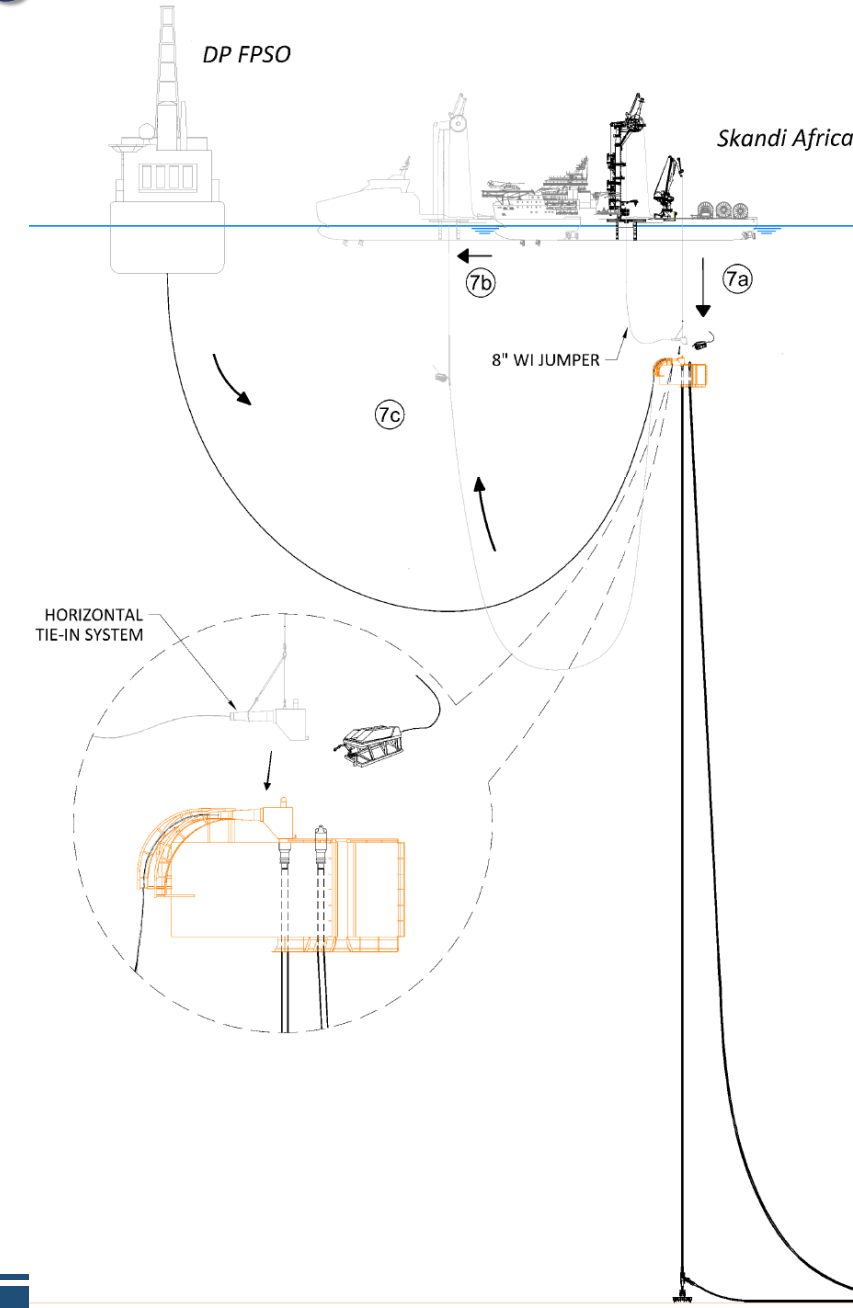 DP FPSO
Skandi Africa
7b
7a
8" WI JUMPER
7c
HORIZONTAL
TIE-IN SYSTEM